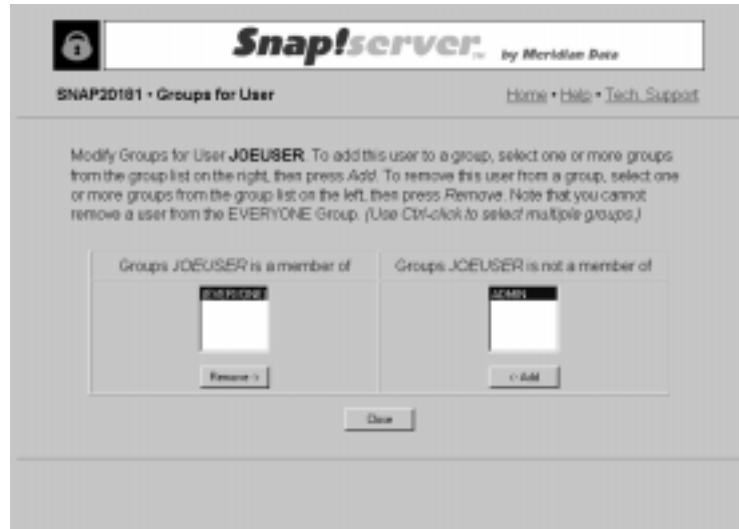 Snap!server™ by Meridian Data
SNAP20181 • Groups for User
Home • Help • Tech. Support
Modify Groups for User JOEUSER. To add this user to a group, select one or more groups
from the group list on the right, then press Add. To remove this user from a group, select one
or more groups from the group list on the left, then press Remove. Note that you cannot
remove a user from the EVERYONE Group. (Use Ctrl-click to select multiple groups.)
Groups JOEUSER is a member of
Groups JOEUSER is not a member of
ADMIN
Remove ->
<- Add
Close